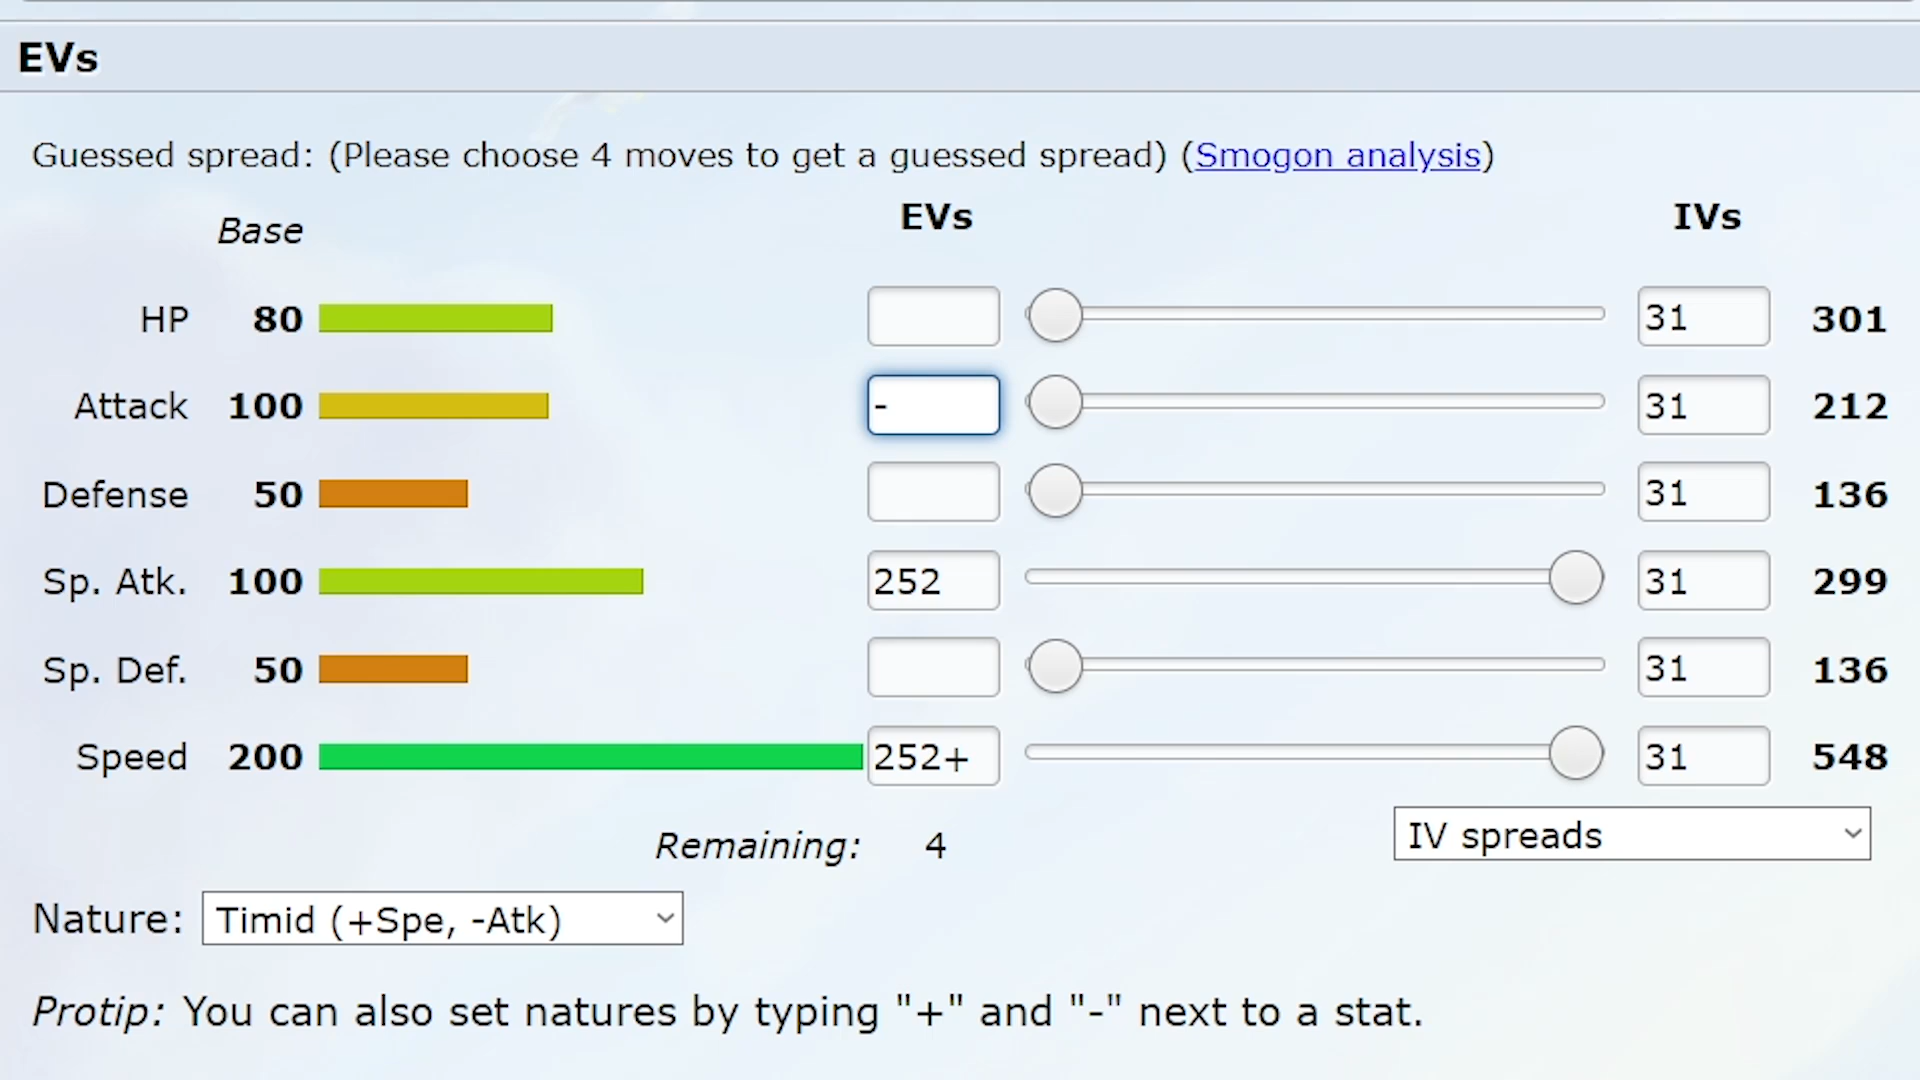 EVs
Guessed spread: (Please choose 4 moves to get a guessed spread) (Smogon analysis)
Base EVs IVs
HP 80 31 301
Attack 100 - 31 212
Defense 50 31 136
Sp. Atk. 100 252 31 299
Sp. Def. 50 31 136
Speed 200 252+ 31 548
Remaining: 4 IV spreads
Nature: Timid (+Spe, -Atk)
Protip: You can also set natures by typing "+" and "-" next to a stat.